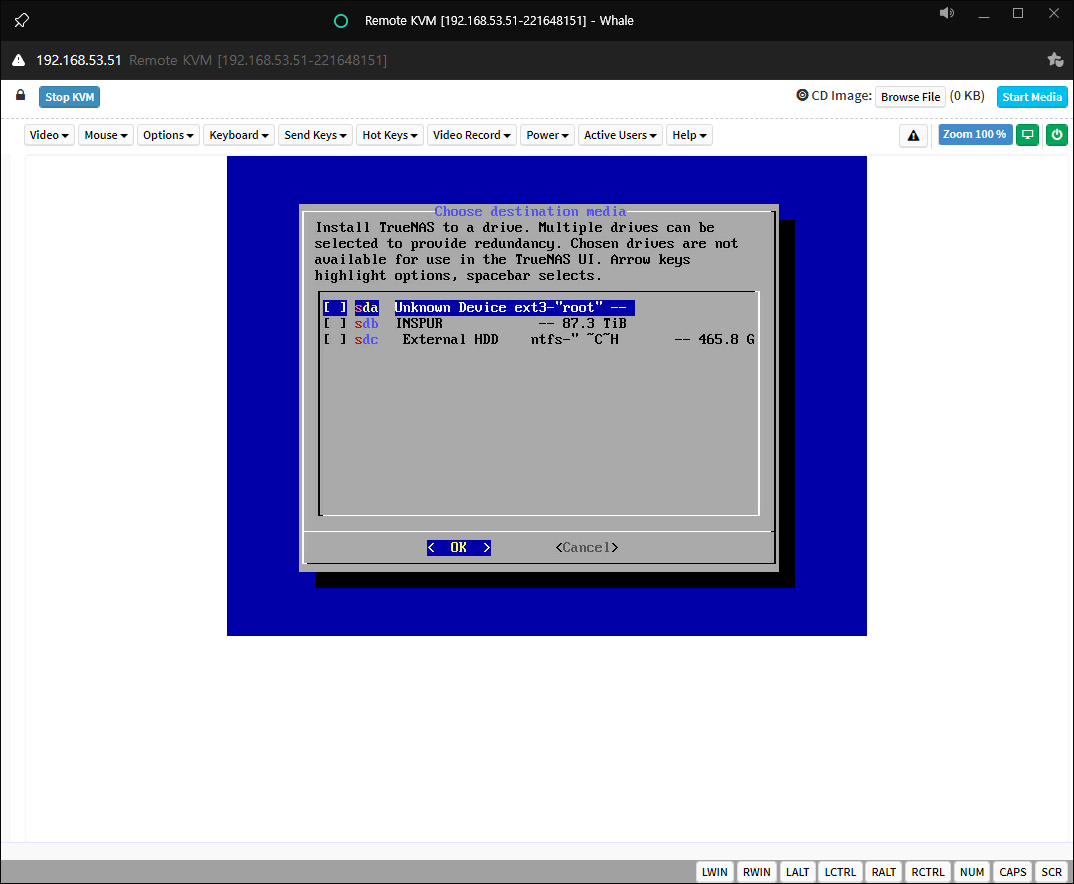 Remote KVM [192.168.53.51-221648151] - Whale
192.168.53.51 Remote KVM [192.168.53.51-221648151]
Stop KVM CD Image: Browse File (0 KB) Start Media
Video Mouse Options Keyboard Send Keys Hot Keys Video Record Power Active Users Help Zoom 100 %
Choose destination media
Install TrueNAS to a drive. Multiple drives can be
selected to provide redundancy. Chosen drives are not
available for use in the TrueNAS UI. Arrow keys
highlight options, spacebar selects.
[ ] sda Unknown Device ext3-"root" --
[ ] sdb INSPUR -- 87.3 TiB
[ ] sdc External HDD ntfs-" ~C~H -- 465.8 G
< OK > <Cancel>
LWIN RWIN LALT LCTRL RALT RCTRL NUM CAPS SCR